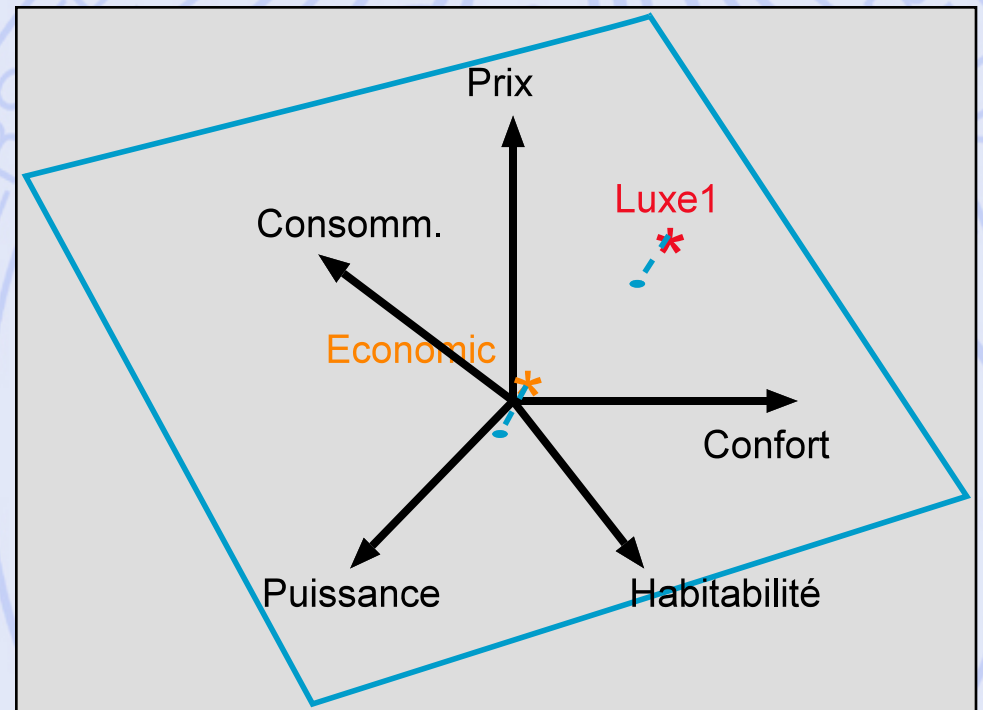 Prix
Luxe1
Consomm.
Economic
Confort
Puissance
Habitabilité